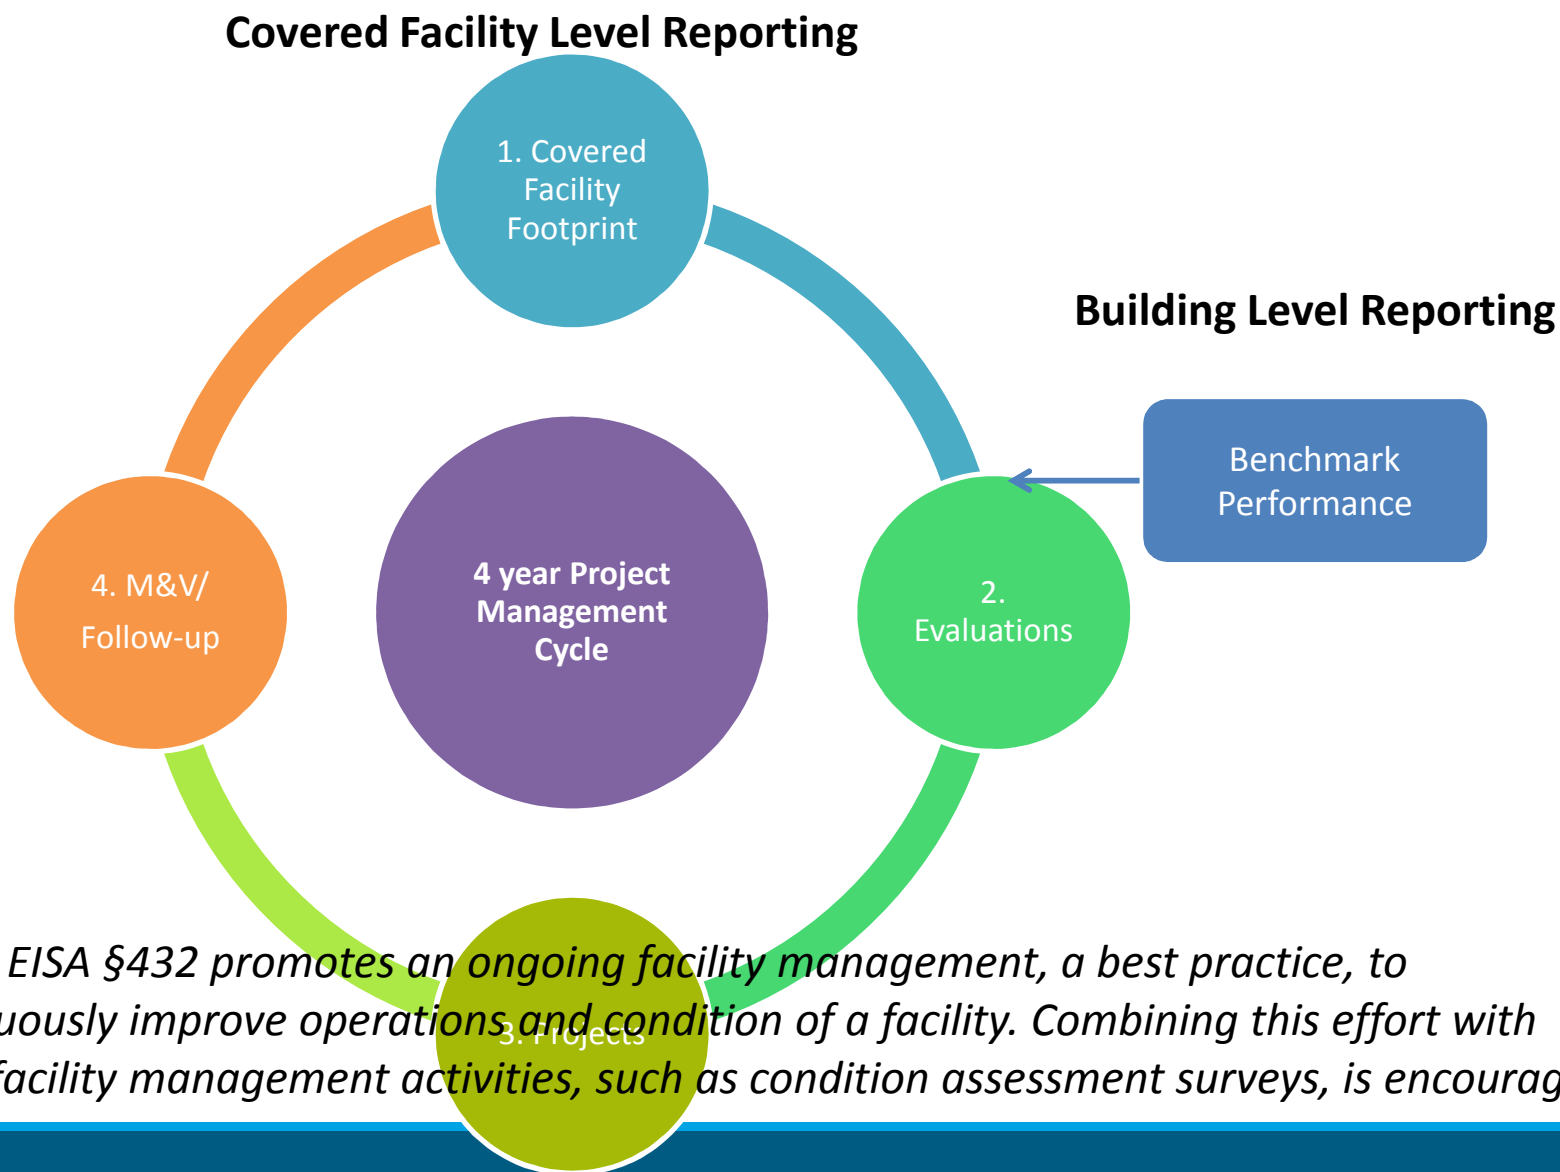 Covered Facility Level Reporting
1. Covered
Facility
Footprint
Building Level Reporting
Benchmark
Performance
2.
Evaluations
4 year Project
Management
Cycle
4. M&V/
Follow-up
3. Projects
EISA §432 promotes an ongoing facility management, a best practice, to
uously improve operations and condition of a facility. Combining this effort with
facility management activities, such as condition assessment surveys, is encourag